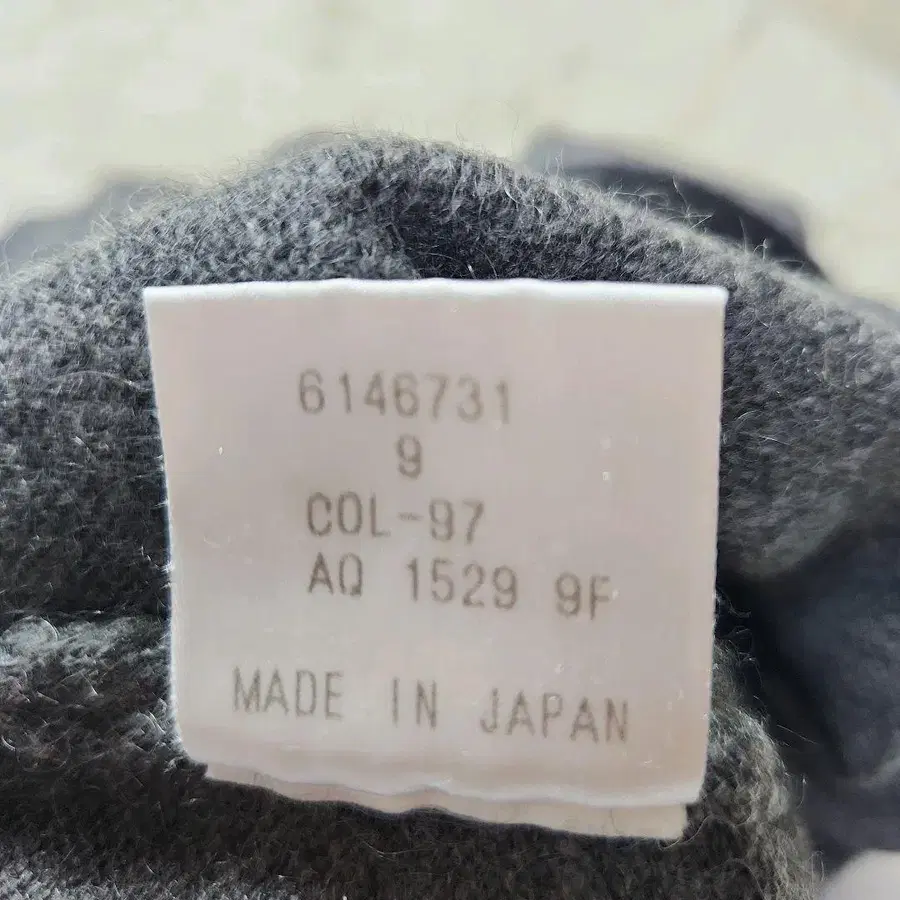 6146731
9
COL-97
AQ 1529 9F
MADE IN JAPAN